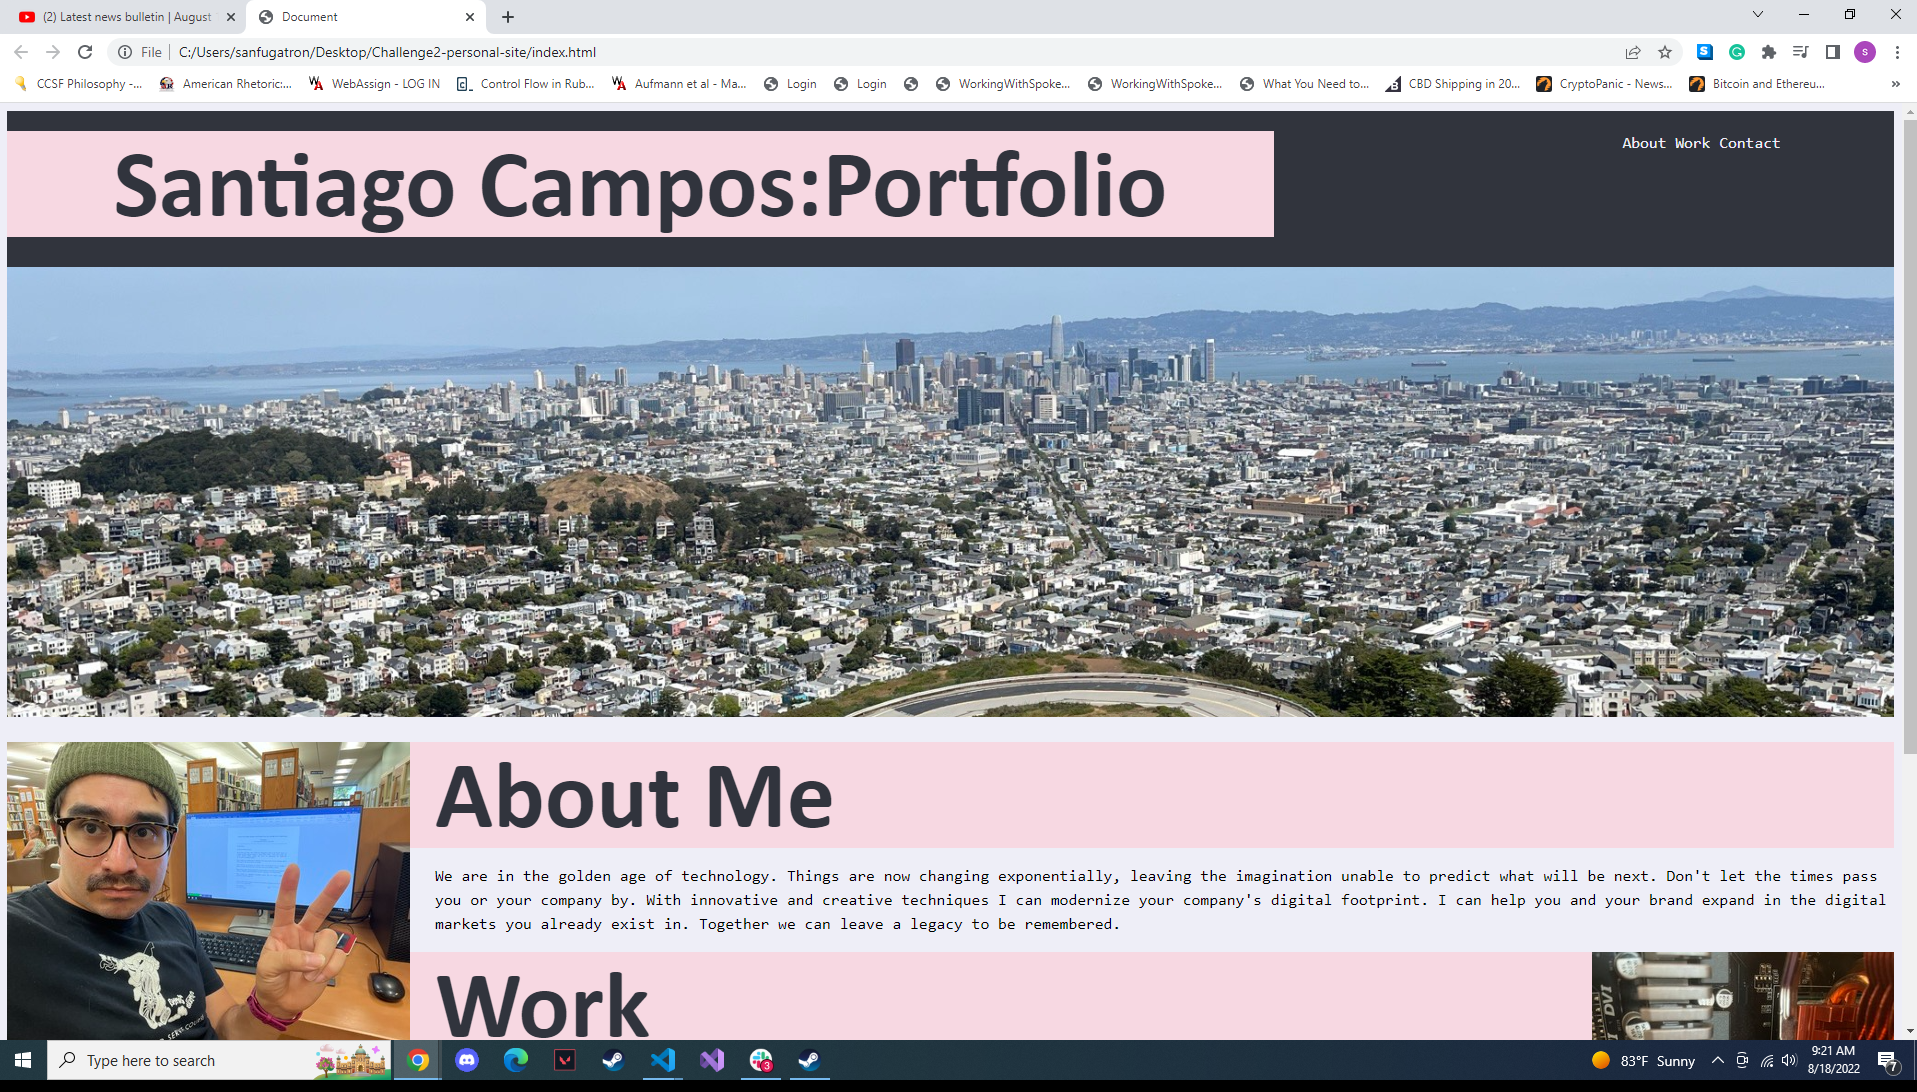 (2) Latest news bulletin | August
Document
File
C:/Users/sanfugatron/Desktop/Challenge2-personal-site/index.html
S
G
s
CCSF Philosophy -...
American Rhetoric:...
WebAssign - LOG IN
Control Flow in Rub...
Aufmann et al - Ma...
Login
Login
WorkingWithSpoke...
WorkingWithSpoke...
What You Need to...
CBD Shipping in 20...
CryptoPanic - News...
Bitcoin and Ethereu...
»
Santiago Campos:Portfolio
About Work Contact
About Me
We are in the golden age of technology. Things are now changing exponentially, leaving the imagination unable to predict what will be next. Don't let the times pass
you or your company by. With innovative and creative techniques I can modernize your company's digital footprint. I can help you and your brand expand in the digital
markets you already exist in. Together we can leave a legacy to be remembered.
Work
DVI
Type here to search
3
83°F Sunny
9:21 AM
8/18/2022
7